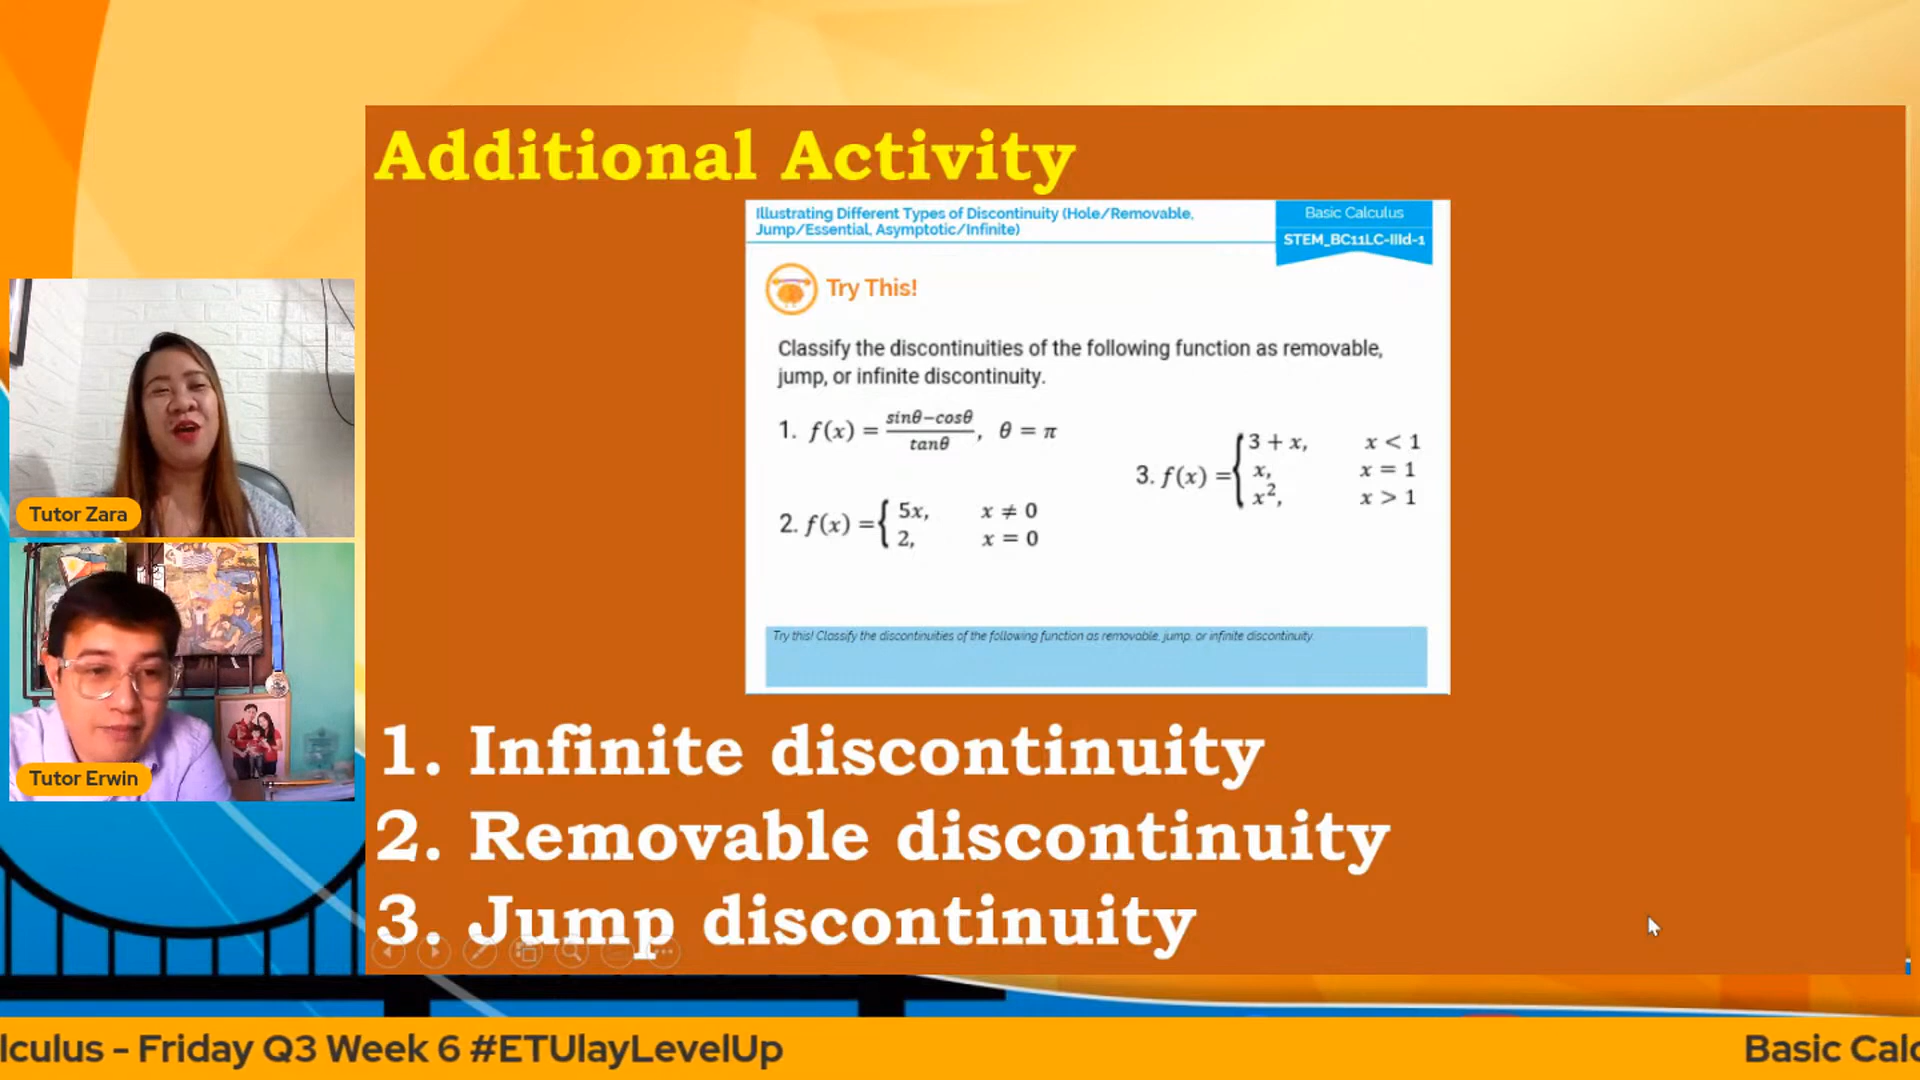 Additional Activity
Illustrating Different Types of Discontinuity (Hole/Removable,
Jump/Essential, Asymptotic/Infinite)
Basic Calculus
STEM_BC11LC-IIId-1
Try This!
Classify the discontinuities of the following function as removable,
jump, or infinite discontinuity.
1. f(x) = sinθ−cosθ / tanθ, θ = π
2. f(x) = { 5x, x ≠ 0
2, x = 0
3. f(x) = { 3 + x, x < 1
x, x = 1
x², x > 1
Try this! Classify the discontinuities of the following function as removable, jump, or infinite discontinuity
1. Infinite discontinuity
2. Removable discontinuity
3. Jump discontinuity
Tutor Zara
Tutor Erwin
lculus - Friday Q3 Week 6 #ETUlayLevelUp
Basic Calc